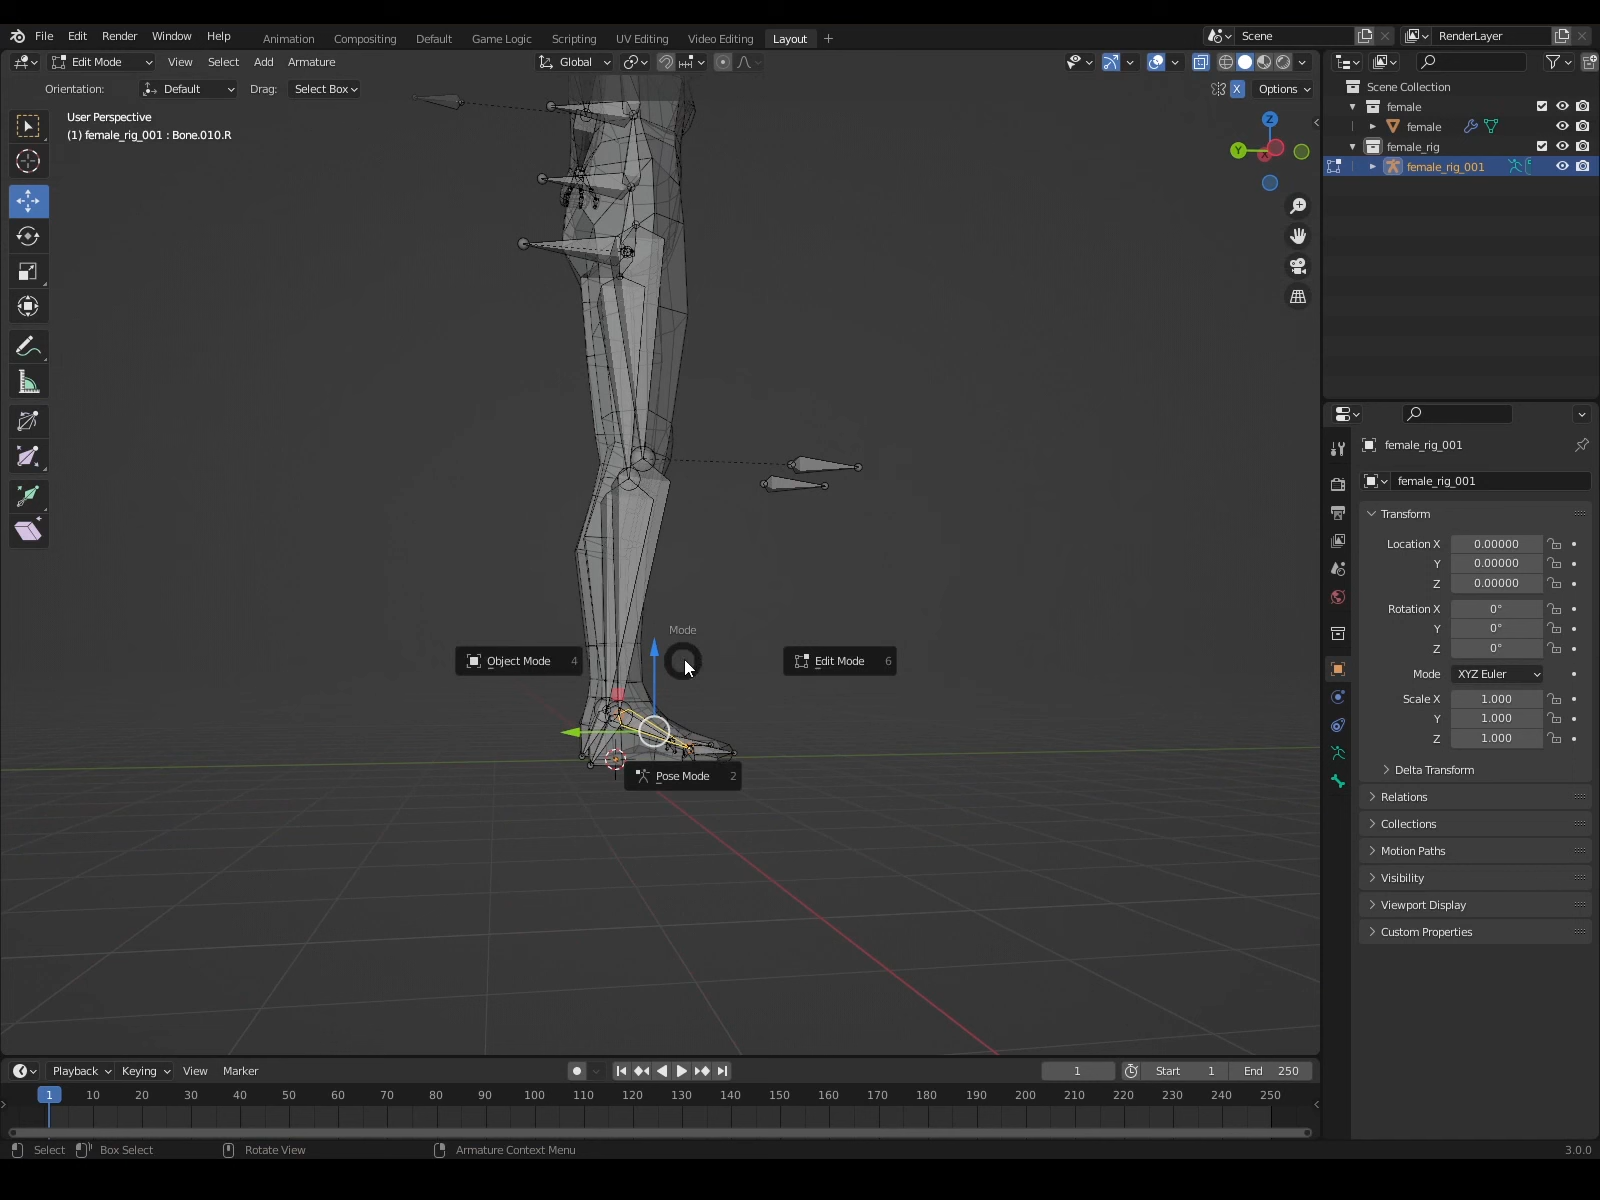 File Edit Render Window Help Animation Compositing Default Game Logic Scripting UV Editing Video Editing Layout + Scene RenderLayer
Edit Mode View Select Add Armature Global
Orientation: Default Drag: Select Box X Options
User Perspective
(1) female_rig_001 : Bone.010.R
Z
Y
X
Scene Collection
female
female
female_rig
female_rig_001
female_rig_001
female_rig_001
Transform
Location X 0.00000
Y 0.00000
Z 0.00000
Rotation X 0°
Y 0°
Z 0°
Mode XYZ Euler
Scale X 1.000
Y 1.000
Z 1.000
Delta Transform
Relations
Collections
Motion Paths
Visibility
Viewport Display
Custom Properties
Mode
Object Mode 4
Edit Mode 6
Pose Mode 2
Playback Keying View Marker 1 Start 1 End 250
1 10 20 30 40 50 60 70 80 90 100 110 120 130 140 150 160 170 180 190 200 210 220 230 240 250
Select Box Select Rotate View Armature Context Menu 3.0.0